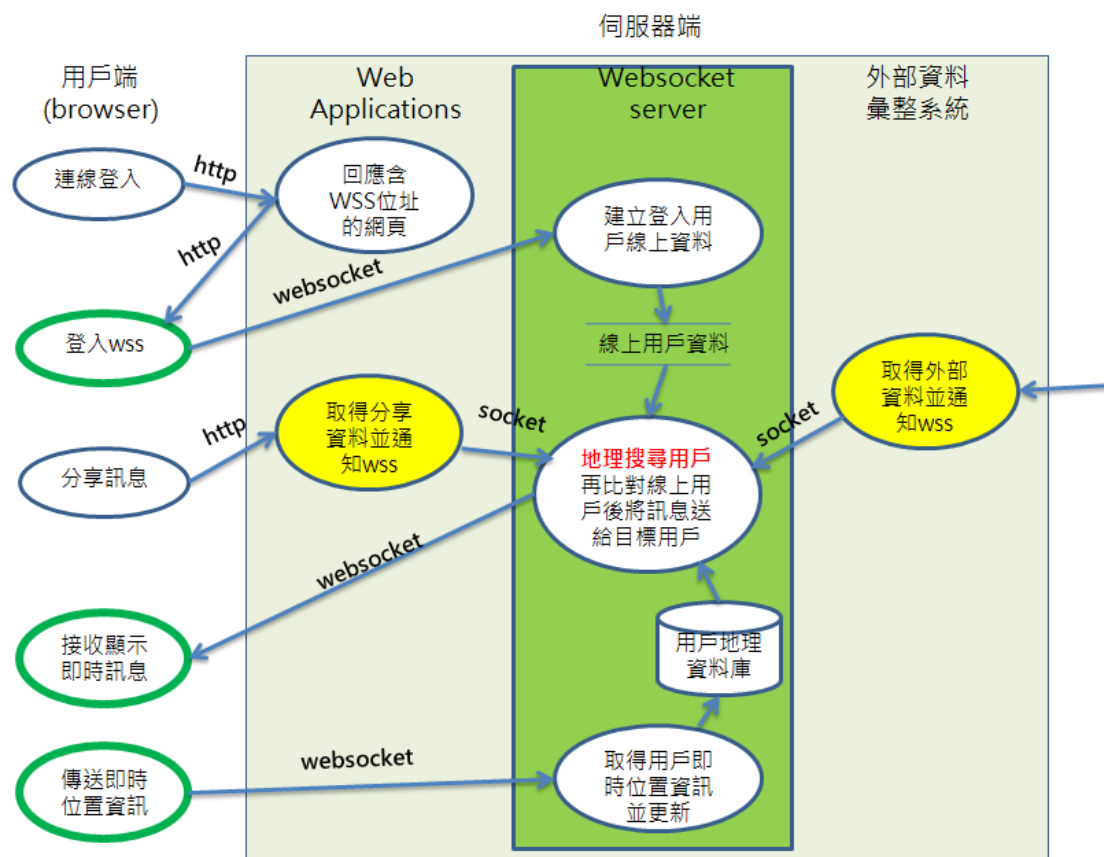 伺服器端
用戶端
(browser)
Web
Applications
Websocket
server
外部資料
彙整系統
連線登入
http
回應含
WSS位址
的網頁
http
建立登入用
戶線上資料
websocket
登入wss
線上用戶資料
取得外部
資料並通
知wss
取得分享
資料並通
知wss
http
socket
socket
分享訊息
地理搜尋用戶
再比對線上用
戶後將訊息送
給目標用戶
websocket
接收顯示
即時訊息
用戶地理
資料庫
傳送即時
位置資訊
websocket
取得用戶即
時位置資訊
並更新